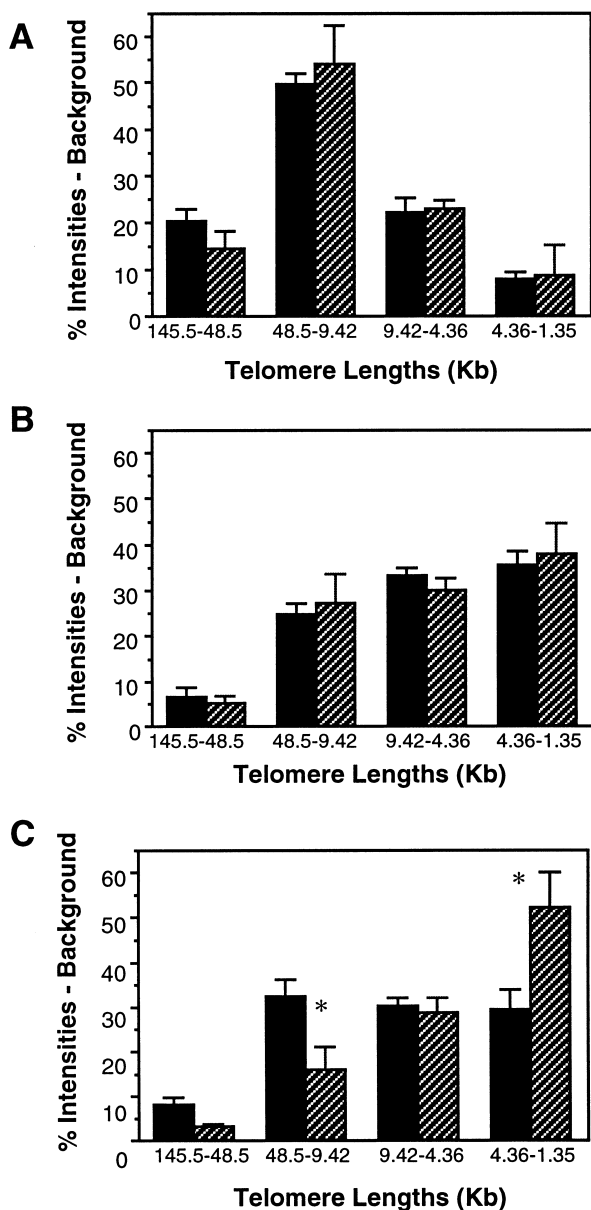 A
% Intensities - Background
60
50
40
30
20
10
0
145.5-48.5 48.5-9.42 9.42-4.36 4.36-1.35
Telomere Lengths (Kb)
B
% Intensities - Background
60
50
40
30
20
10
0
145.5-48.5 48.5-9.42 9.42-4.36 4.36-1.35
Telomere Lengths (Kb)
C
% Intensities - Background
60
50
40
30
20
10
0
*
*
145.5-48.5 48.5-9.42 9.42-4.36 4.36-1.35
Telomere Lengths (Kb)